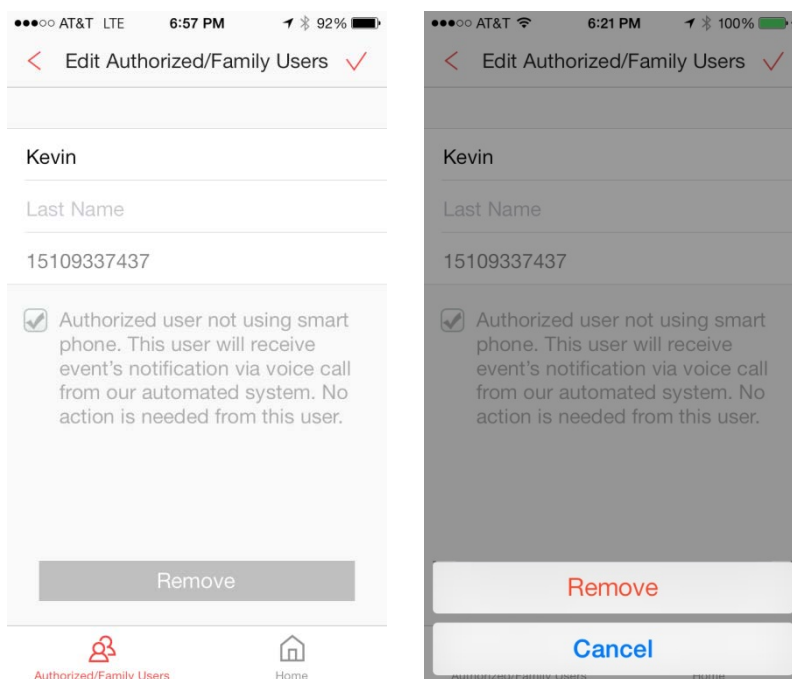 AT&T LTE 6:57 PM 92%
Edit Authorized/Family Users
Kevin
Last Name
15109337437
Authorized user not using smart
phone. This user will receive
event's notification via voice call
from our automated system. No
action is needed from this user.
Remove
Authorized/Family Users Home
AT&T 6:21 PM 100%
Edit Authorized/Family Users
Kevin
Last Name
15109337437
Authorized user not using smart
phone. This user will receive
event's notification via voice call
from our automated system. No
action is needed from this user.
Remove
Cancel
Authorized/Family Users Home